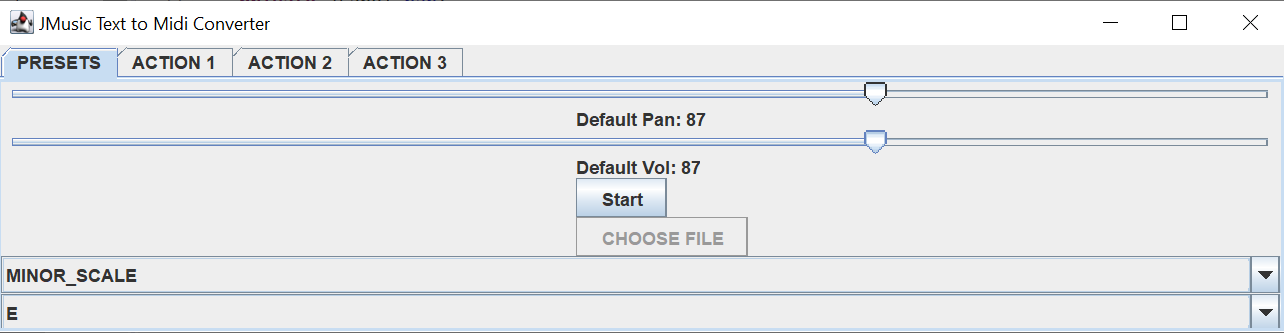 JMusic Text to Midi Converter
PRESETS ACTION 1 ACTION 2 ACTION 3
Default Pan: 87
Default Vol: 87
Start
CHOOSE FILE
MINOR_SCALE
E